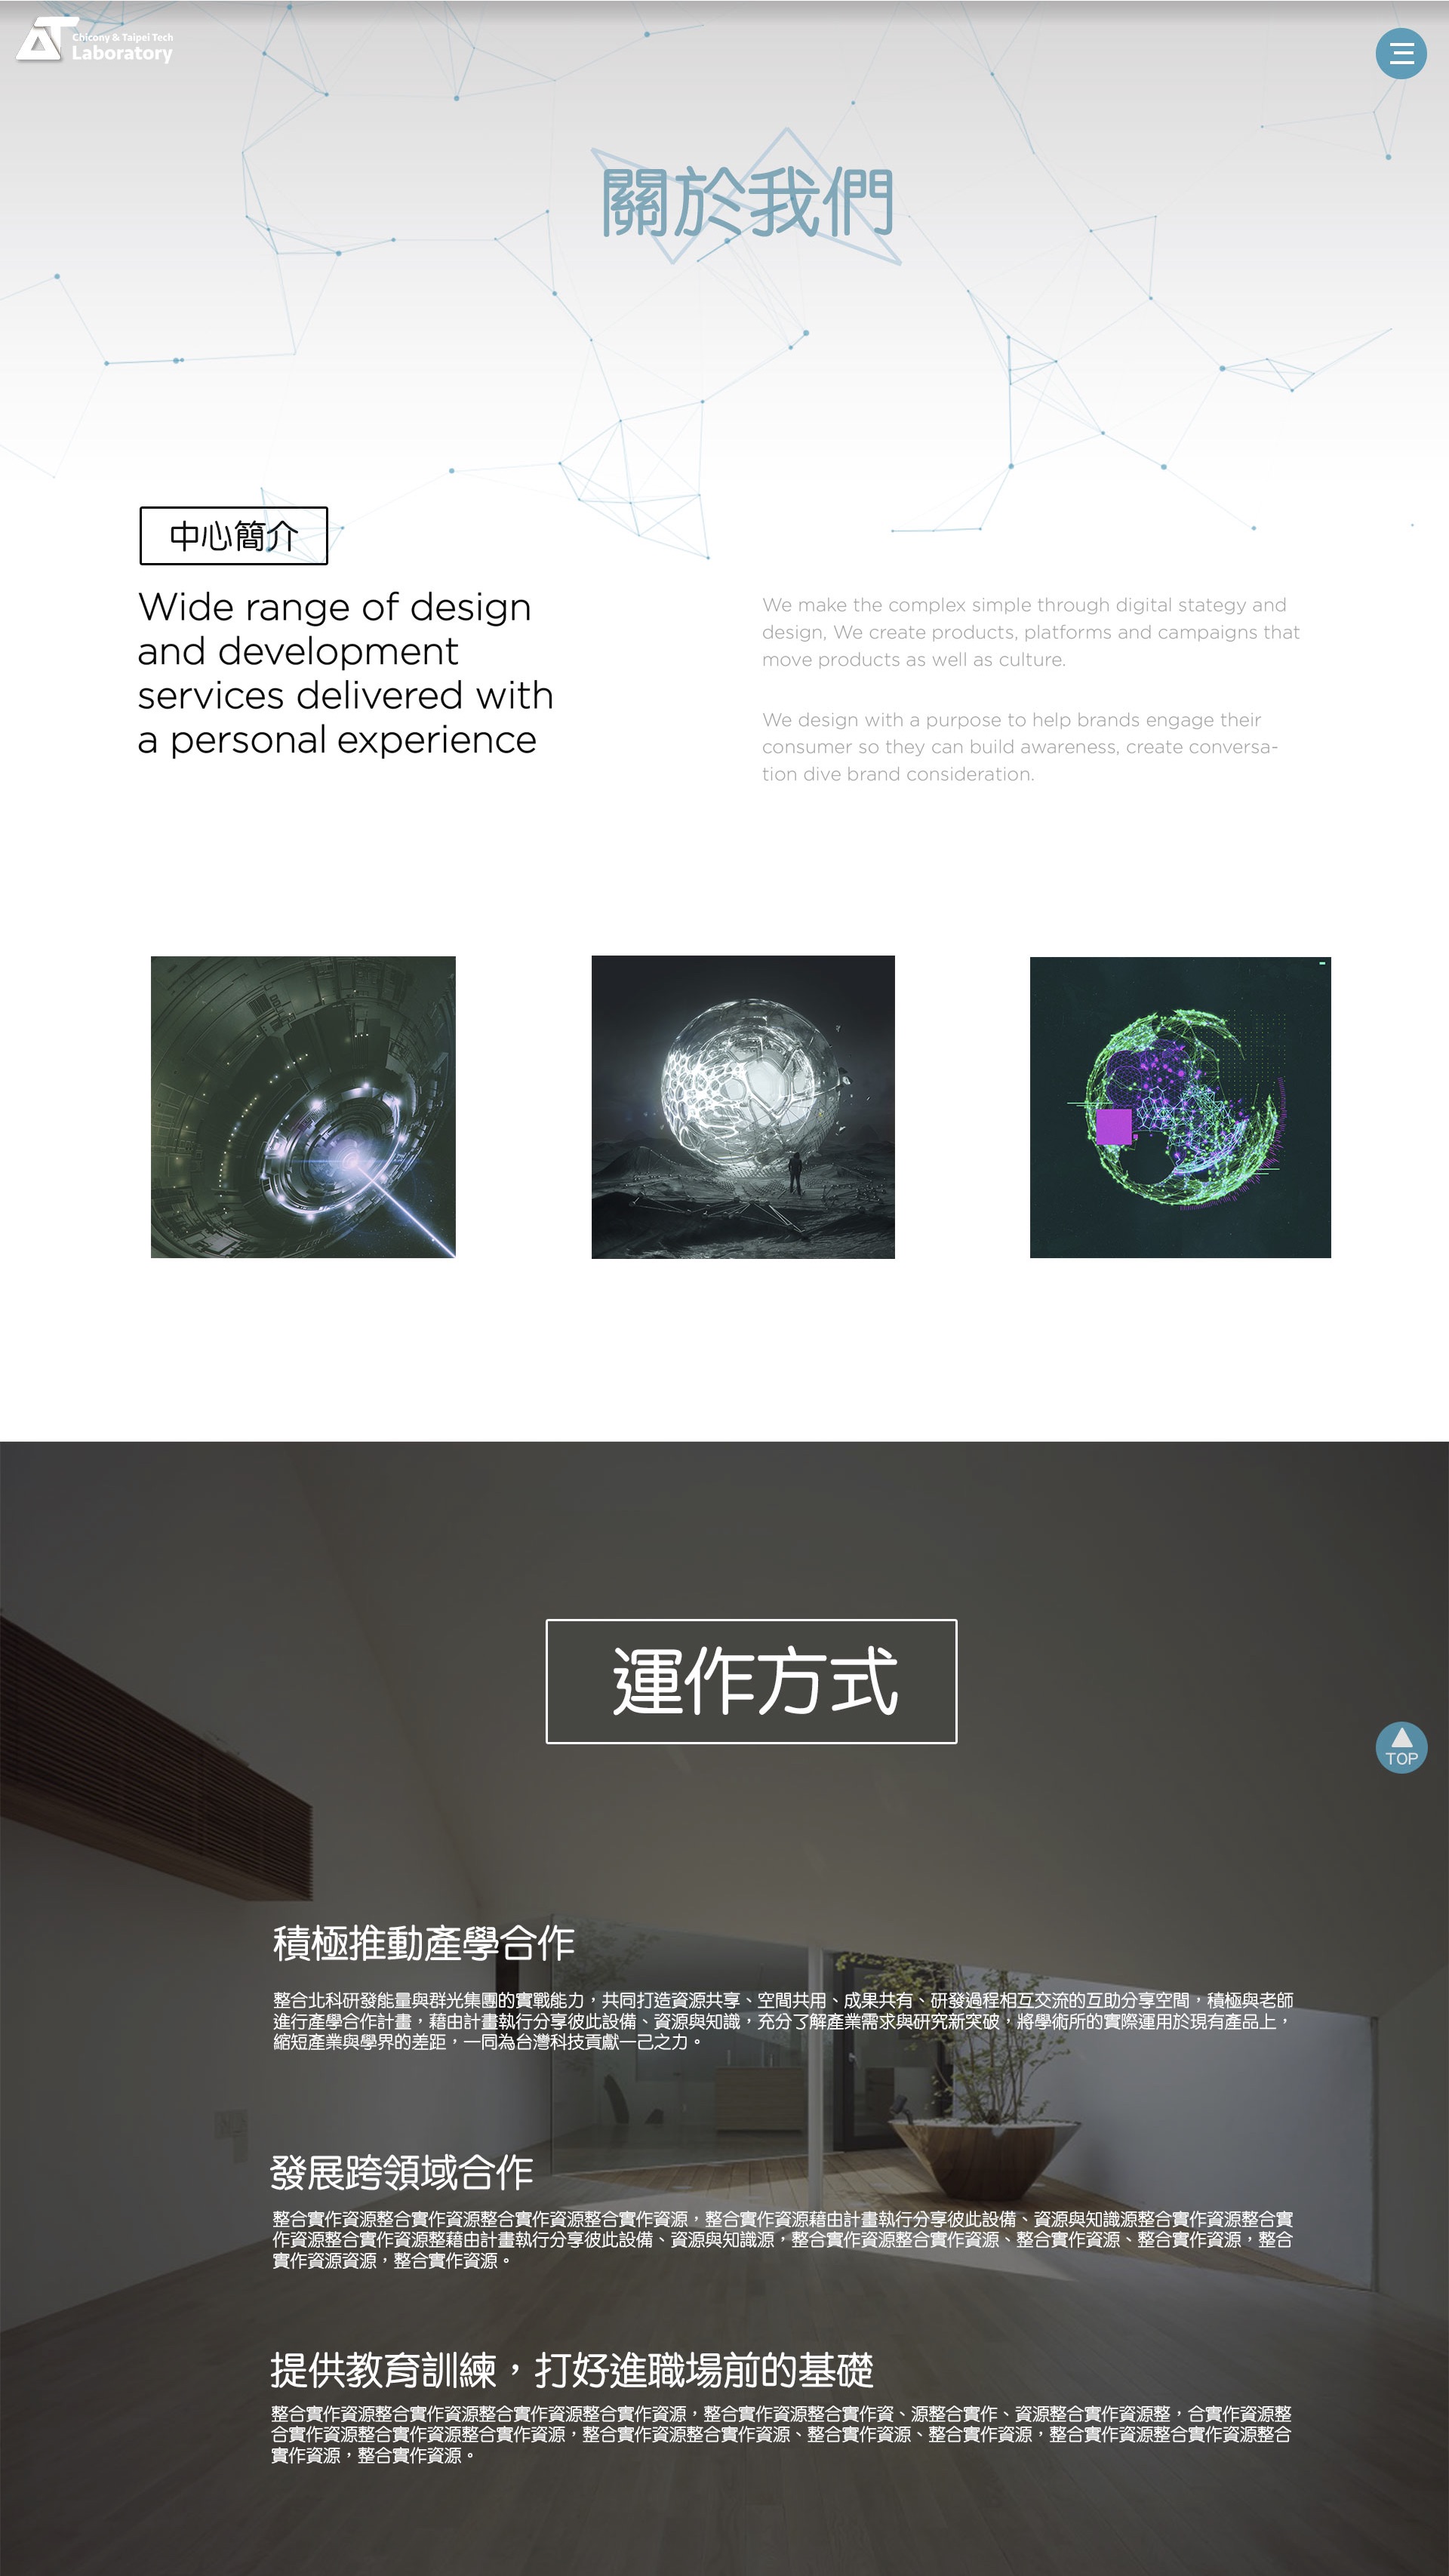 Chicony & Taipei Tech
Laboratory
關於我們
中心簡介
Wide range of design
and development
services delivered with
a personal experience
We make the complex simple through digital stategy and
design, We create products, platforms and campaigns that
move products as well as culture.
We design with a purpose to help brands engage their
consumer so they can build awareness, create conversa-
tion dive brand consideration.
運作方式
TOP
積極推動產學合作
整合北科研發能量與群光集團的實戰能力，共同打造資源共享、空間共用、成果共有、研發過程相互交流的互助分享空間，積極與老師
進行產學合作計畫，藉由計畫執行分享彼此設備、資源與知識，充分了解產業需求與研究新突破，將學術所的實際運用於現有產品上，
縮短產業與學界的差距，一同為台灣科技貢獻一己之力。
發展跨領域合作
整合實作資源整合實作資源整合實作資源整合實作資源，整合實作資源藉由計畫執行分享彼此設備、資源與知識源整合實作資源整合實
作資源整合實作資源整藉由計畫執行分享彼此設備、資源與知識源，整合實作資源整合實作資源、整合實作資源、整合實作資源，整合
實作資源資源，整合實作資源。
提供教育訓練，打好進職場前的基礎
整合實作資源整合實作資源整合實作資源整合實作資源，整合實作資源整合實作資、源整合實作、資源整合實作資源整，合實作資源整
合實作資源整合實作資源整合實作資源，整合實作資源整合實作資源、整合實作資源、整合實作資源，整合實作資源整合實作資源整合
實作資源，整合實作資源。